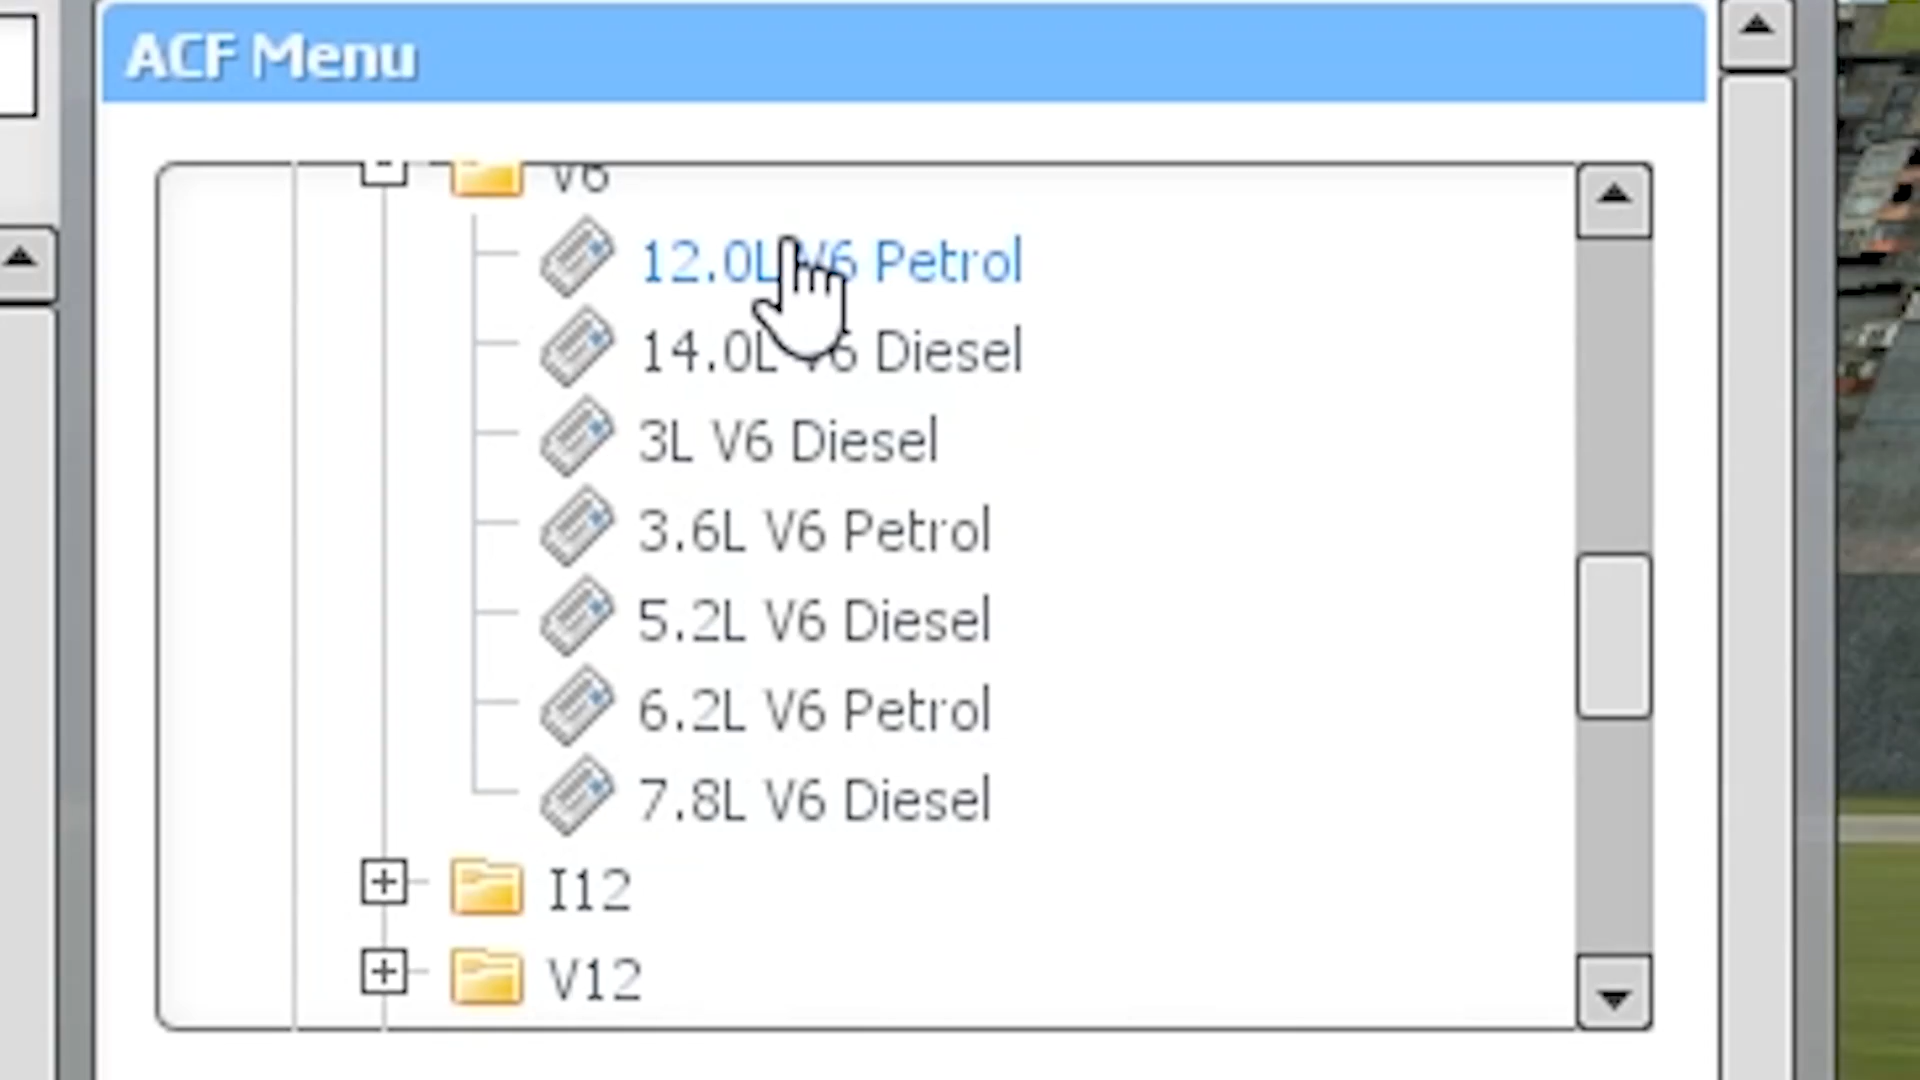 ACF Menu
V6
12.0L V6 Petrol
14.0L V6 Diesel
3L V6 Diesel
3.6L V6 Petrol
5.2L V6 Diesel
6.2L V6 Petrol
7.8L V6 Diesel
I12
V12